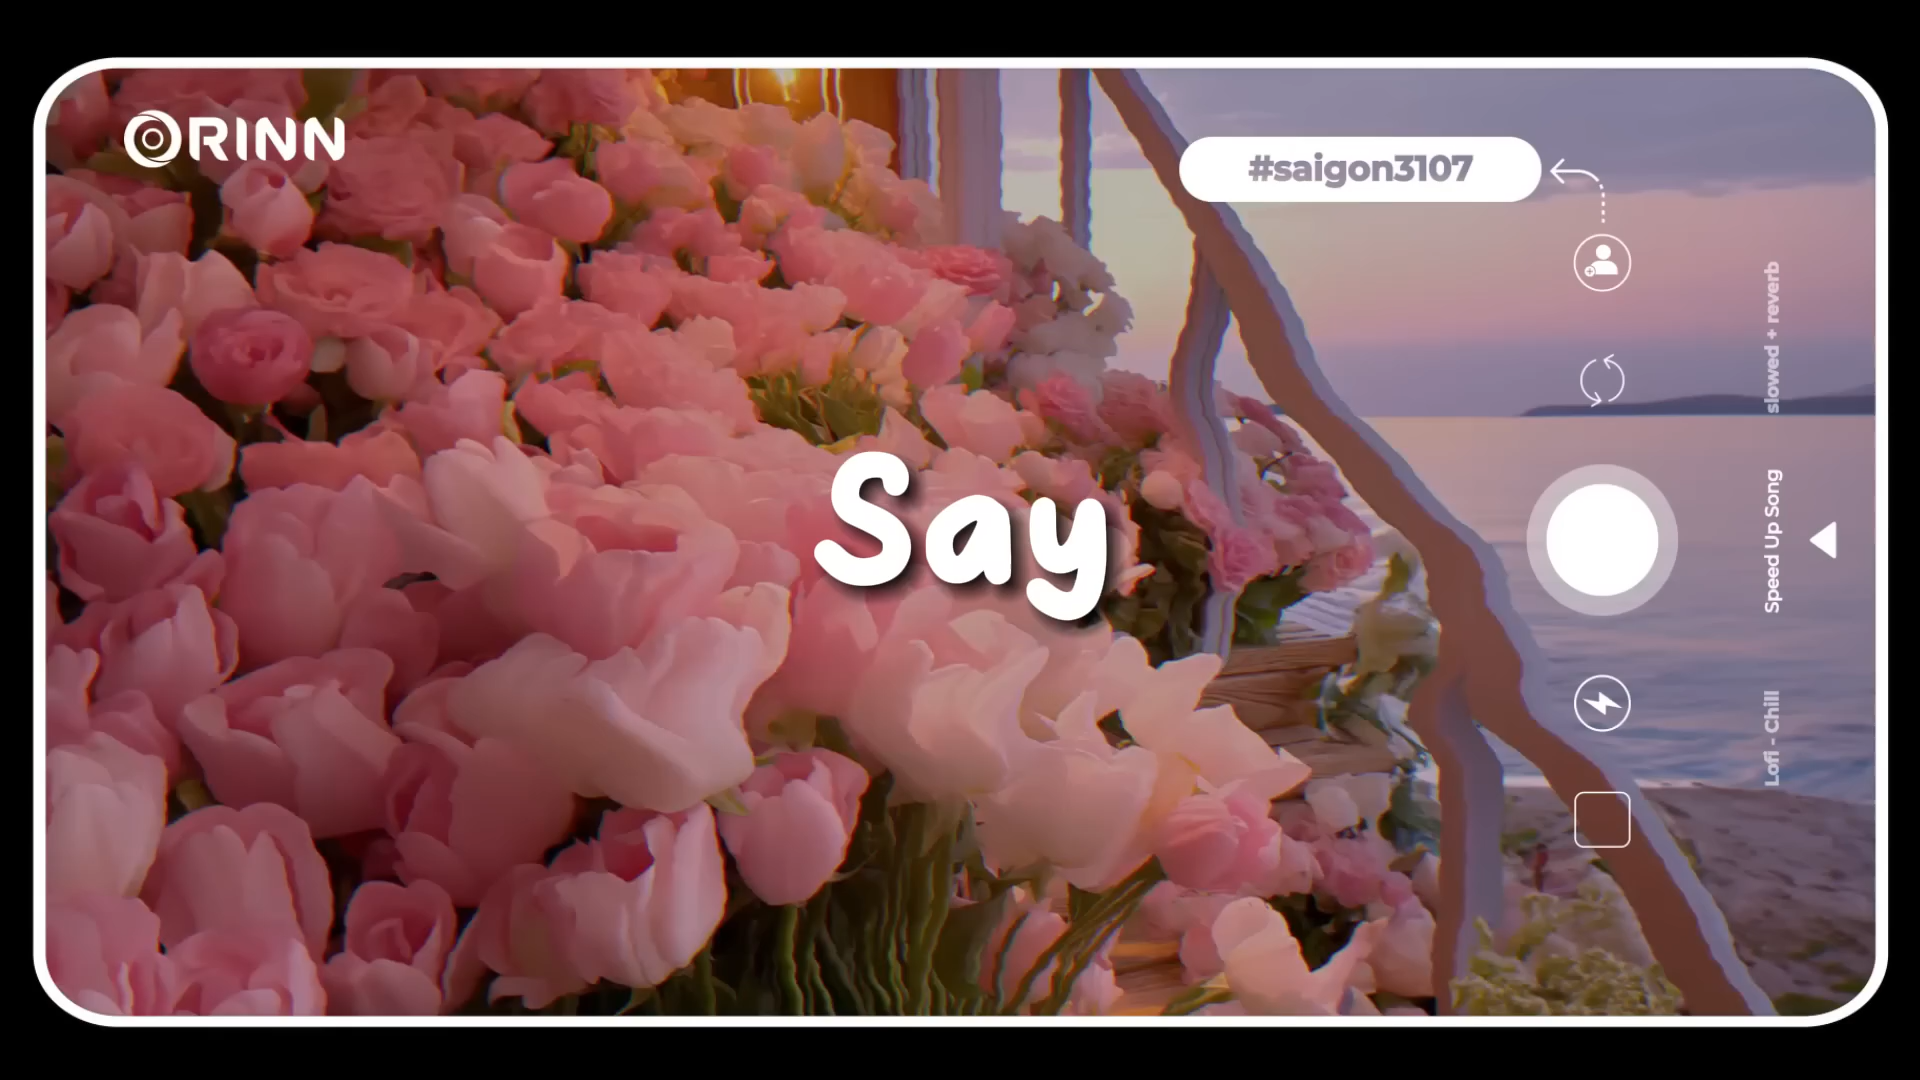 ORINN
#saigon3107
Say
slowed + reverb
Speed Up Song
Lofi - Chill